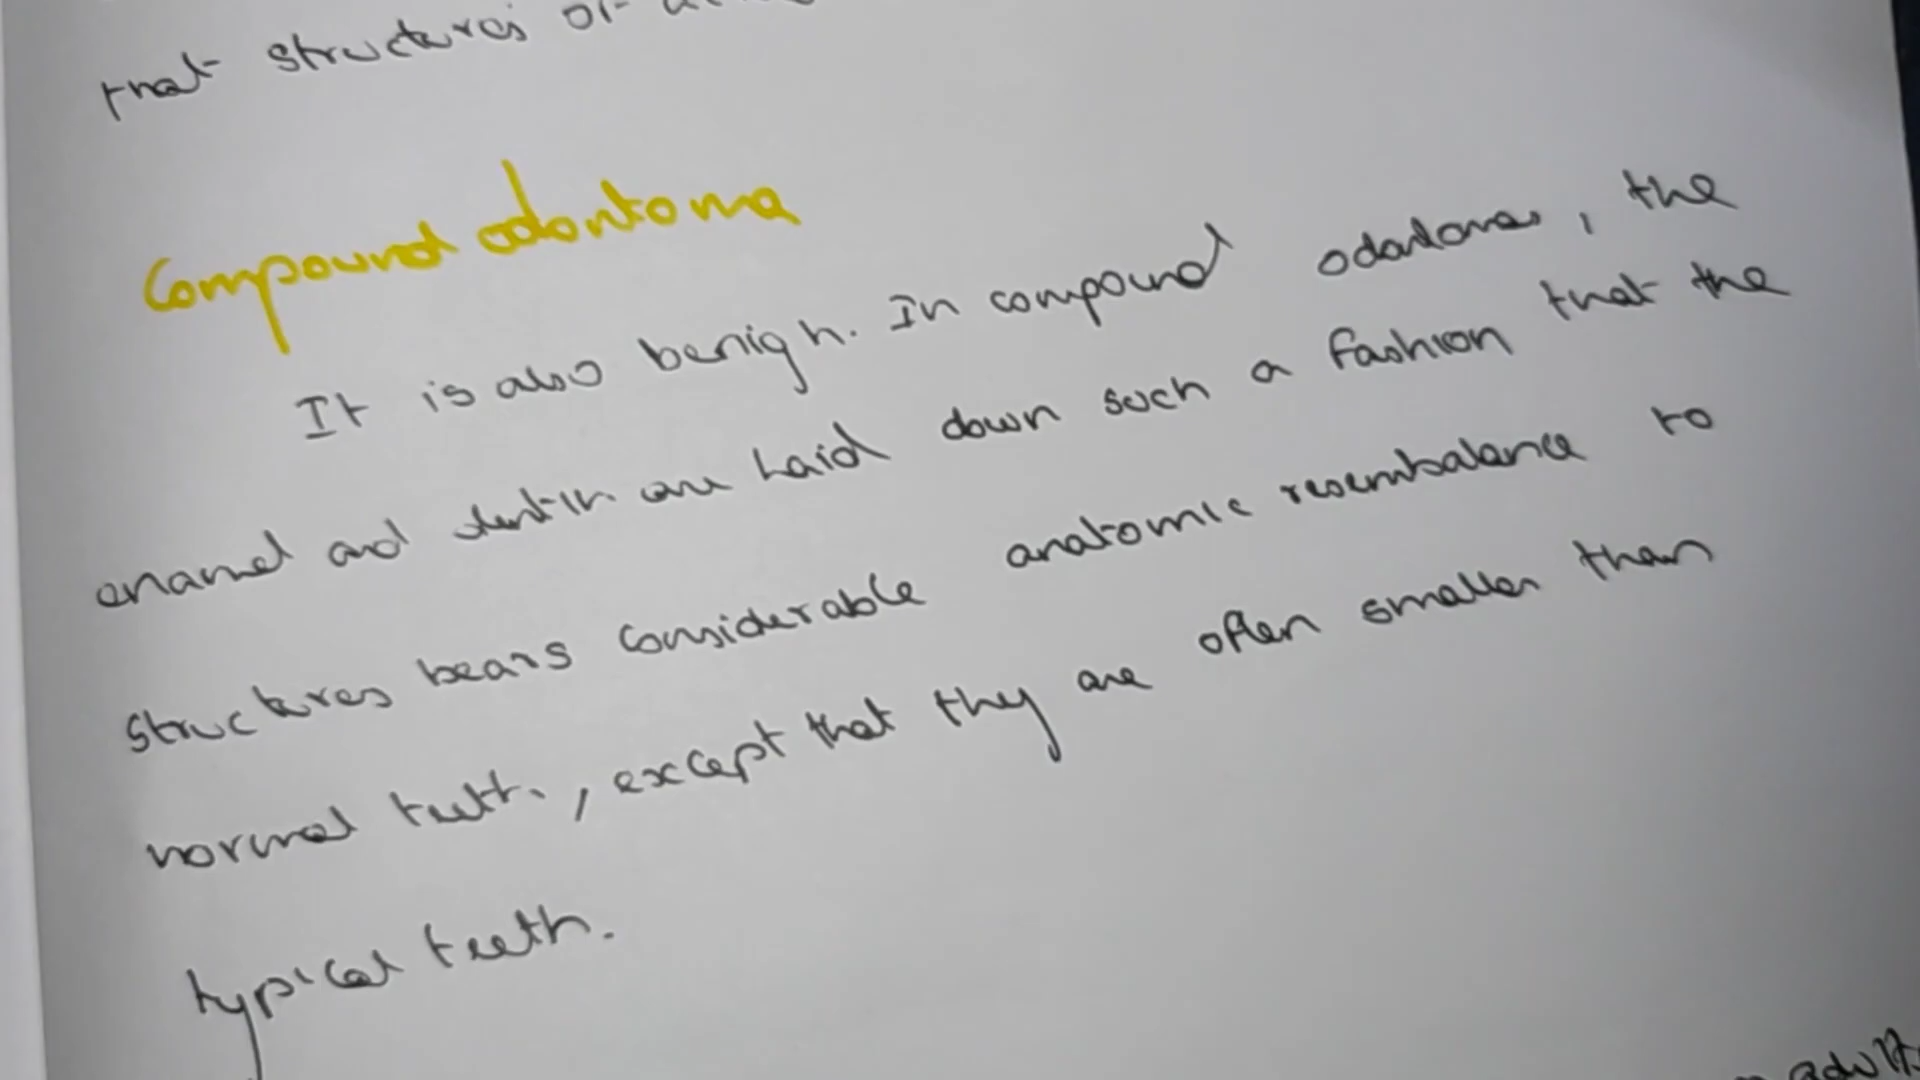 that structures of
Compound odontoma
It is also benign. In compound odontomas, the
enamel and dentin are laid down such a fashion that the
structures bears considerable anatomic resembalance to
normal teeth., except that they are often smaller than
typical teeth.
adults